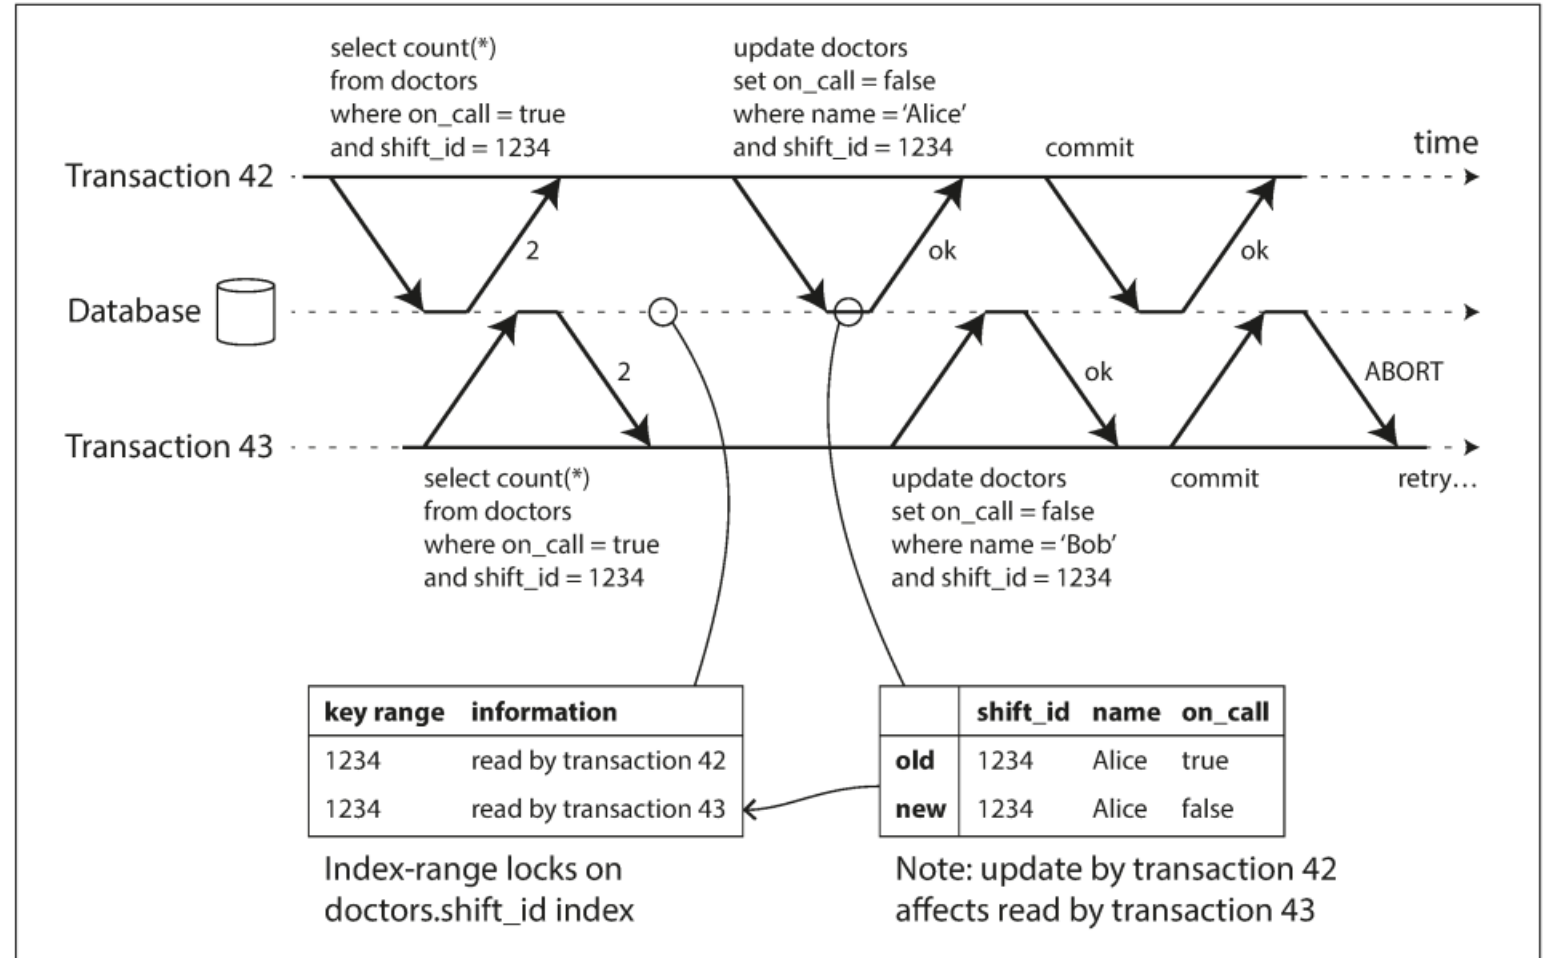 select count(*)
from doctors
where on_call = true
and shift_id = 1234
update doctors
set on_call = false
where name = ‘Alice’
and shift_id = 1234
commit
time
Transaction 42
2
ok
ok
Database
2
ok
ABORT
Transaction 43
select count(*)
from doctors
where on_call = true
and shift_id = 1234
update doctors
set on_call = false
where name = ‘Bob’
and shift_id = 1234
commit
retry…
key range information
1234 read by transaction 42
1234 read by transaction 43
Index-range locks on
doctors.shift_id index
shift_id name on_call
old 1234 Alice true
new 1234 Alice false
Note: update by transaction 42
affects read by transaction 43